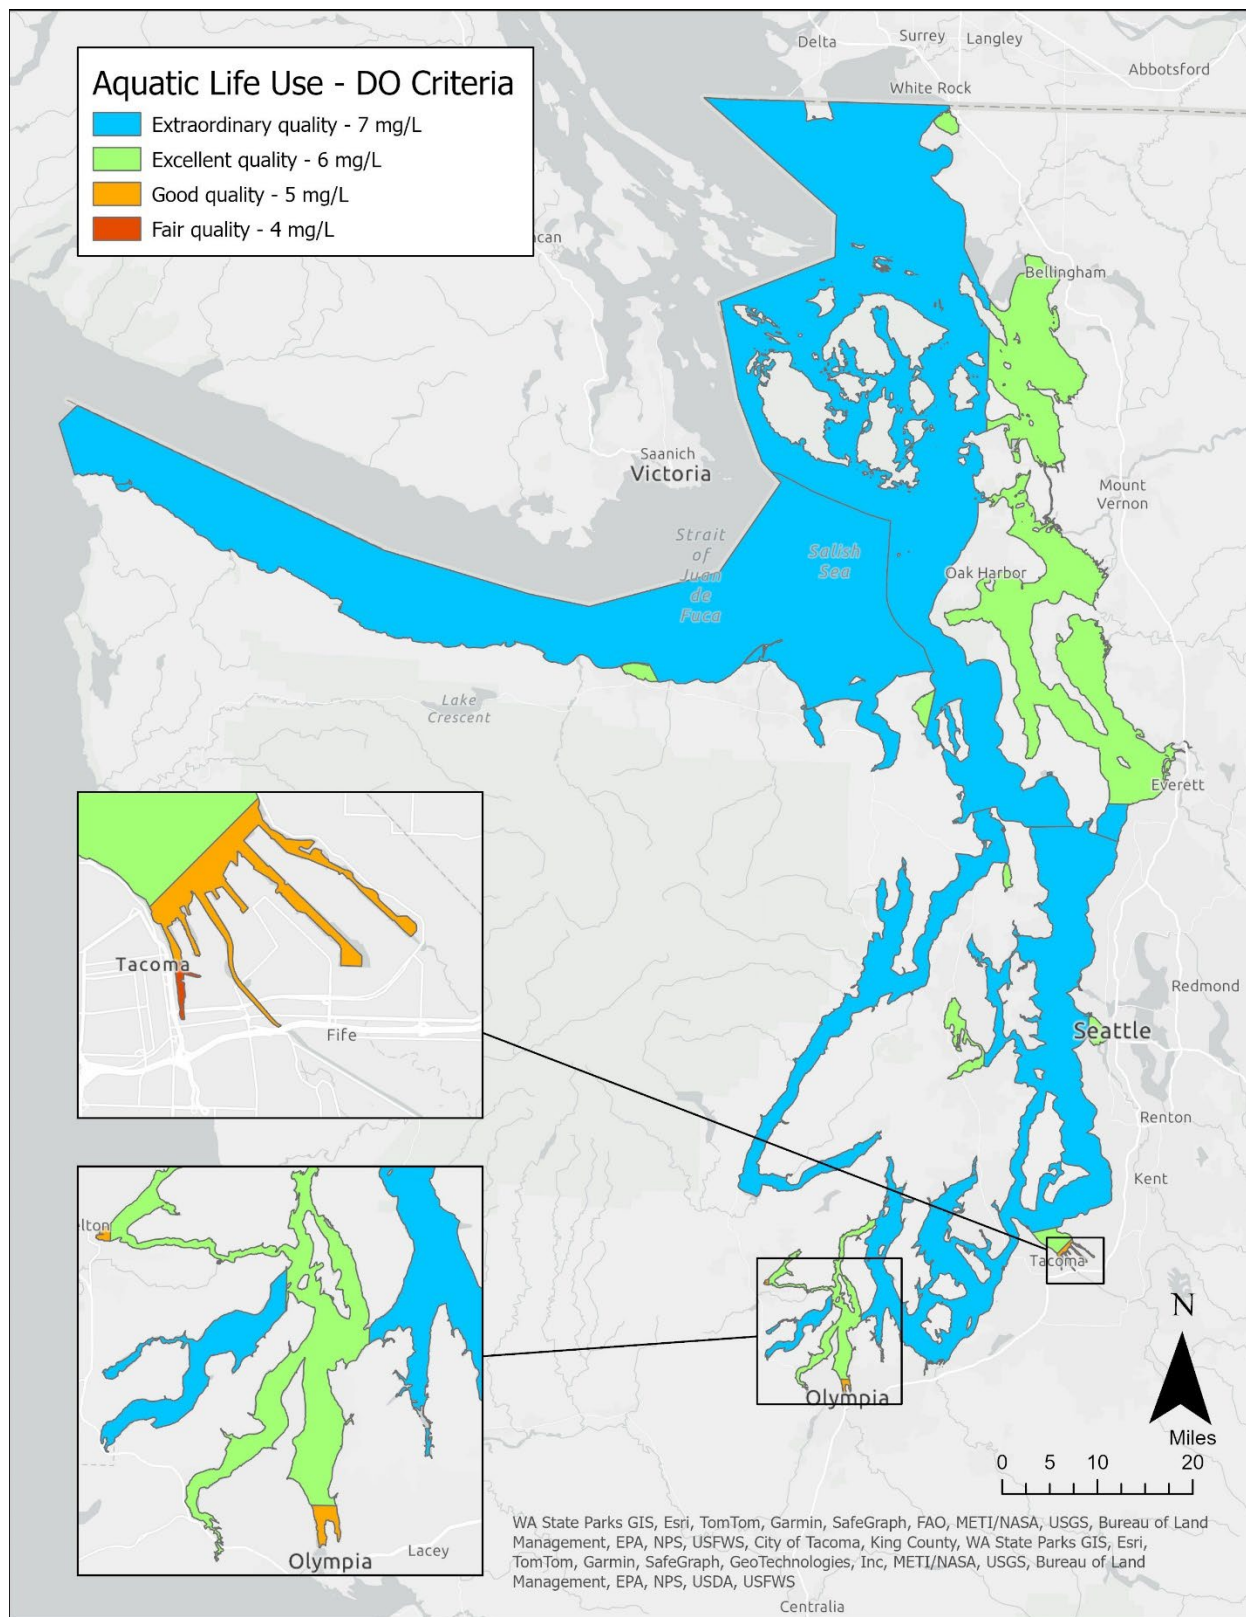 Delta
Surrey
Langley
Abbotsford
White Rock
Aquatic Life Use - DO Criteria
Extraordinary quality - 7 mg/L
Excellent quality - 6 mg/L
Good quality - 5 mg/L
Fair quality - 4 mg/L
can
Bellingham
Saanich
Victoria
Mount
Vernon
Strait
of
Juan
de
Fuca
Salish
Sea
Oak Harbor
Lake
Crescent
Everett
Tacoma
Fife
Redmond
Seattle
Renton
Kent
Tacoma
elton
Olympia
Lacey
Olympia
N
Miles
0 5 10 20
WA State Parks GIS, Esri, TomTom, Garmin, SafeGraph, FAO, METI/NASA, USGS, Bureau of Land
Management, EPA, NPS, USFWS, City of Tacoma, King County, WA State Parks GIS, Esri,
TomTom, Garmin, SafeGraph, GeoTechnologies, Inc, METI/NASA, USGS, Bureau of Land
Management, EPA, NPS, USDA, USFWS
Centralia